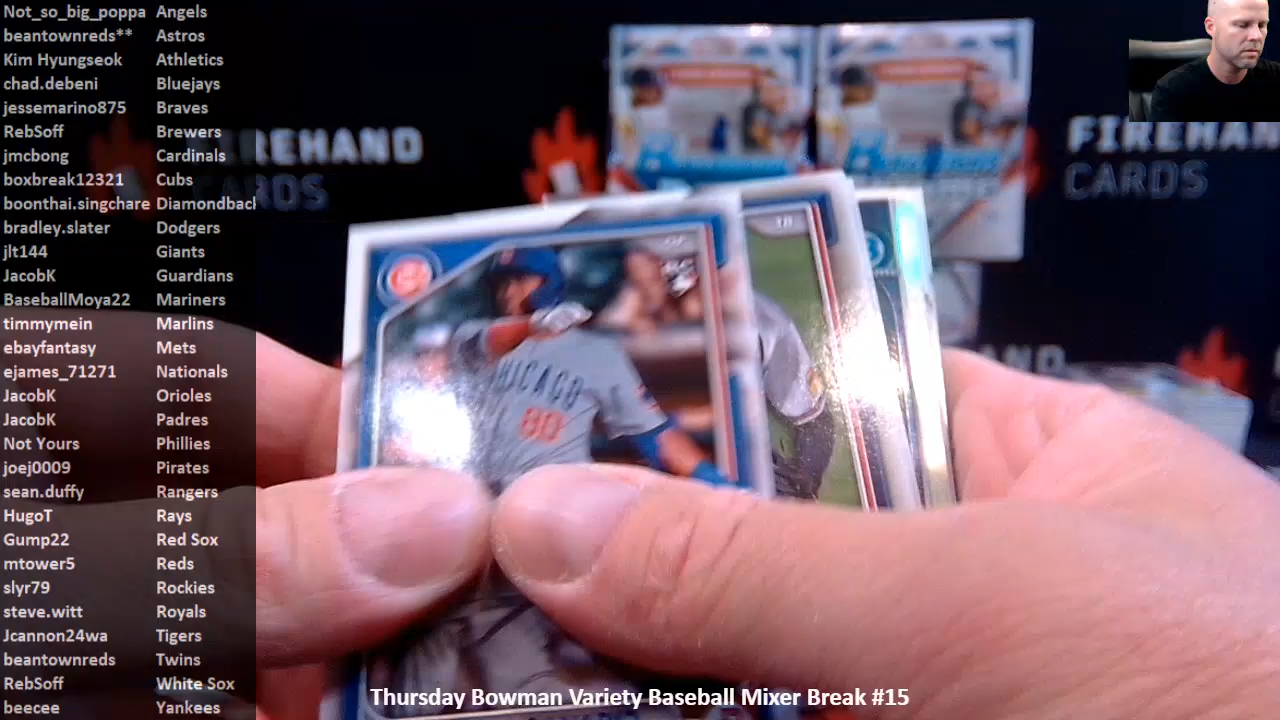 Not_so_big_poppa Angels
beantownreds** Astros
Kim Hyungseok Athletics
chad.debeni Bluejays
jessemarino875 Braves
RebSoff Brewers
jmcbong Cardinals
boxbreak12321 Cubs
boonthai.singchare Diamondback
bradley.slater Dodgers
jlt144 Giants
JacobK Guardians
BaseballMoya22 Mariners
timmymein Marlins
ebayfantasy Mets
ejames_71271 Nationals
JacobK Orioles
JacobK Padres
Not Yours Phillies
joej0009 Pirates
sean.duffy Rangers
HugoT Rays
Gump22 Red Sox
mtower5 Reds
slyr79 Rockies
steve.witt Royals
Jcannon24wa Tigers
beantownreds Twins
RebSoff White Sox
beecee Yankees
FIREHAND
CARDS
FIREHAN
CARDS
CHICAGO
80
RC
Thursday Bowman Variety Baseball Mixer Break #15